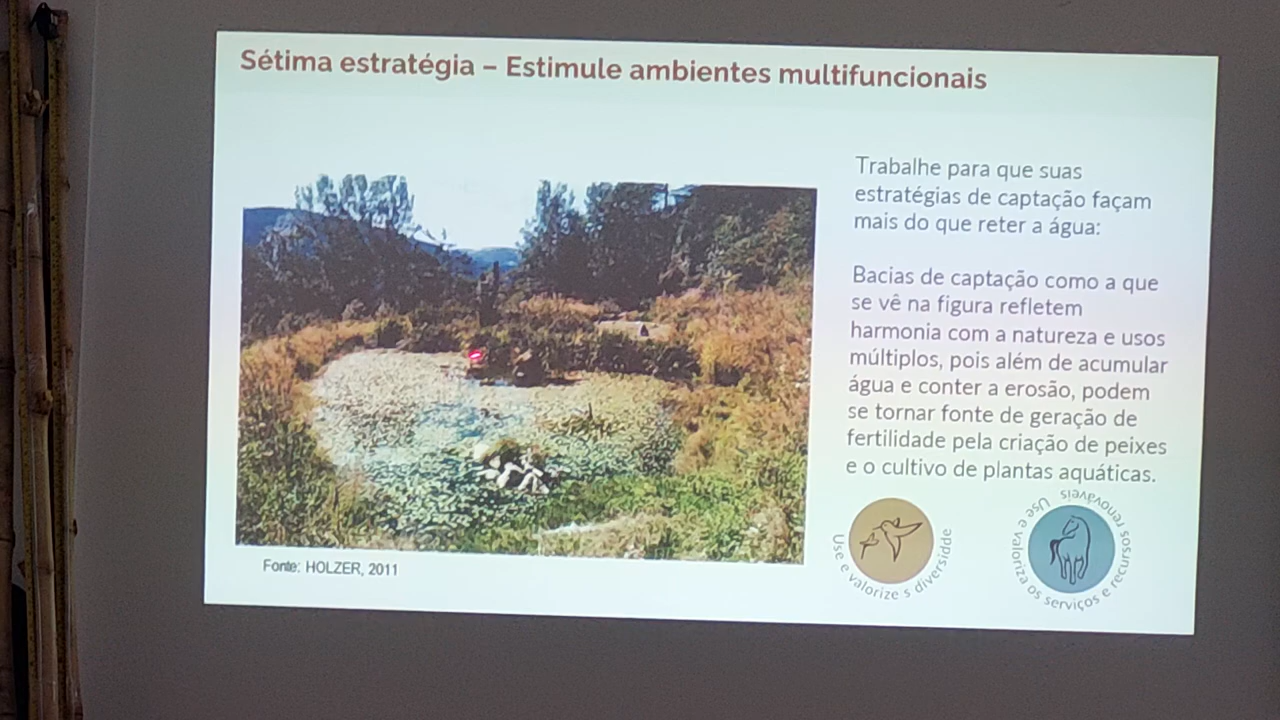 Sétima estratégia – Estimule ambientes multifuncionais
Trabalhe para que suas
estratégias de captação façam
mais do que reter a água:
Bacias de captação como a que
se vê na figura refletem
harmonia com a natureza e usos
múltiplos, pois além de acumular
água e conter a erosão, podem
se tornar fonte de geração de
fertilidade pela criação de peixes
e o cultivo de plantas aquáticas.
Fonte: HOLZER, 2011
Use e valorize s diversidde
Use e valoriza os serviços e recursos renováveis